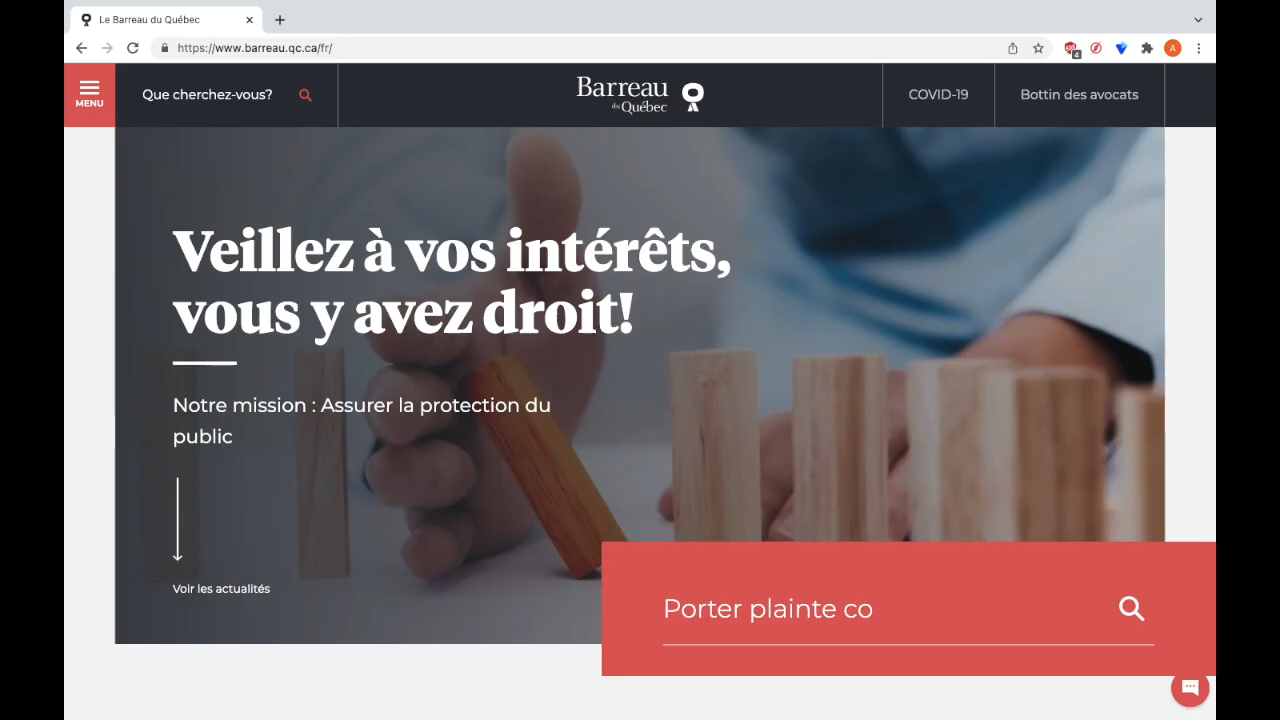 Le Barreau du Québec
https://www.barreau.qc.ca/fr/
4
A
MENU
Que cherchez-vous?
Barreau
du Québec
COVID-19
Bottin des avocats
Veillez à vos intérêts,
vous y avez droit!
Notre mission : Assurer la protection du
public
Voir les actualités
Porter plainte co